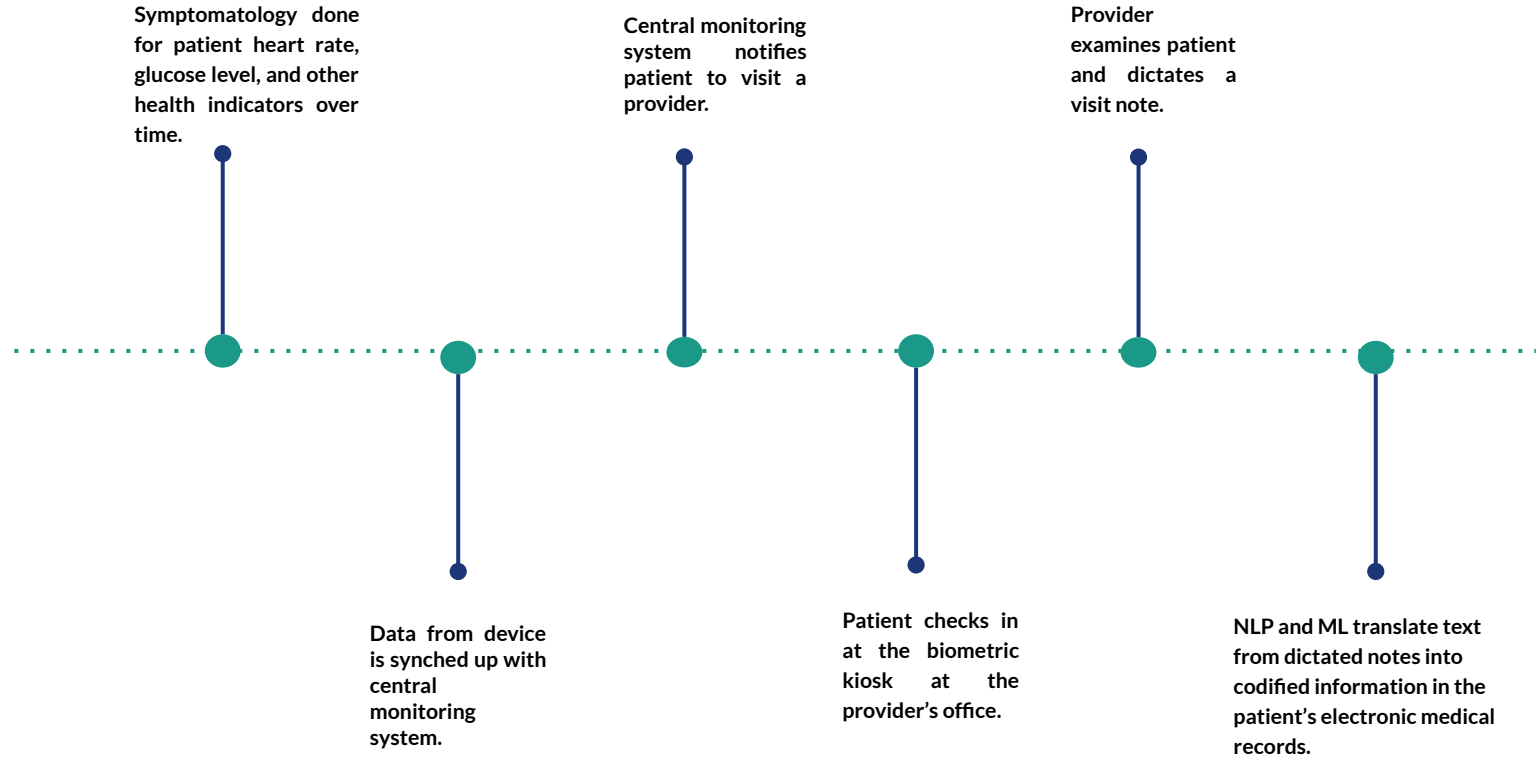 Symptomatology done
for patient heart rate,
glucose level, and other
health indicators over
time.
Data from device
is synched up with
central
monitoring
system.
Central monitoring
system notifies
patient to visit a
provider.
Patient checks in
at the biometric
kiosk at the
provider’s office.
Provider
examines patient
and dictates a
visit note.
NLP and ML translate text
from dictated notes into
codified information in the
patient’s electronic medical
records.